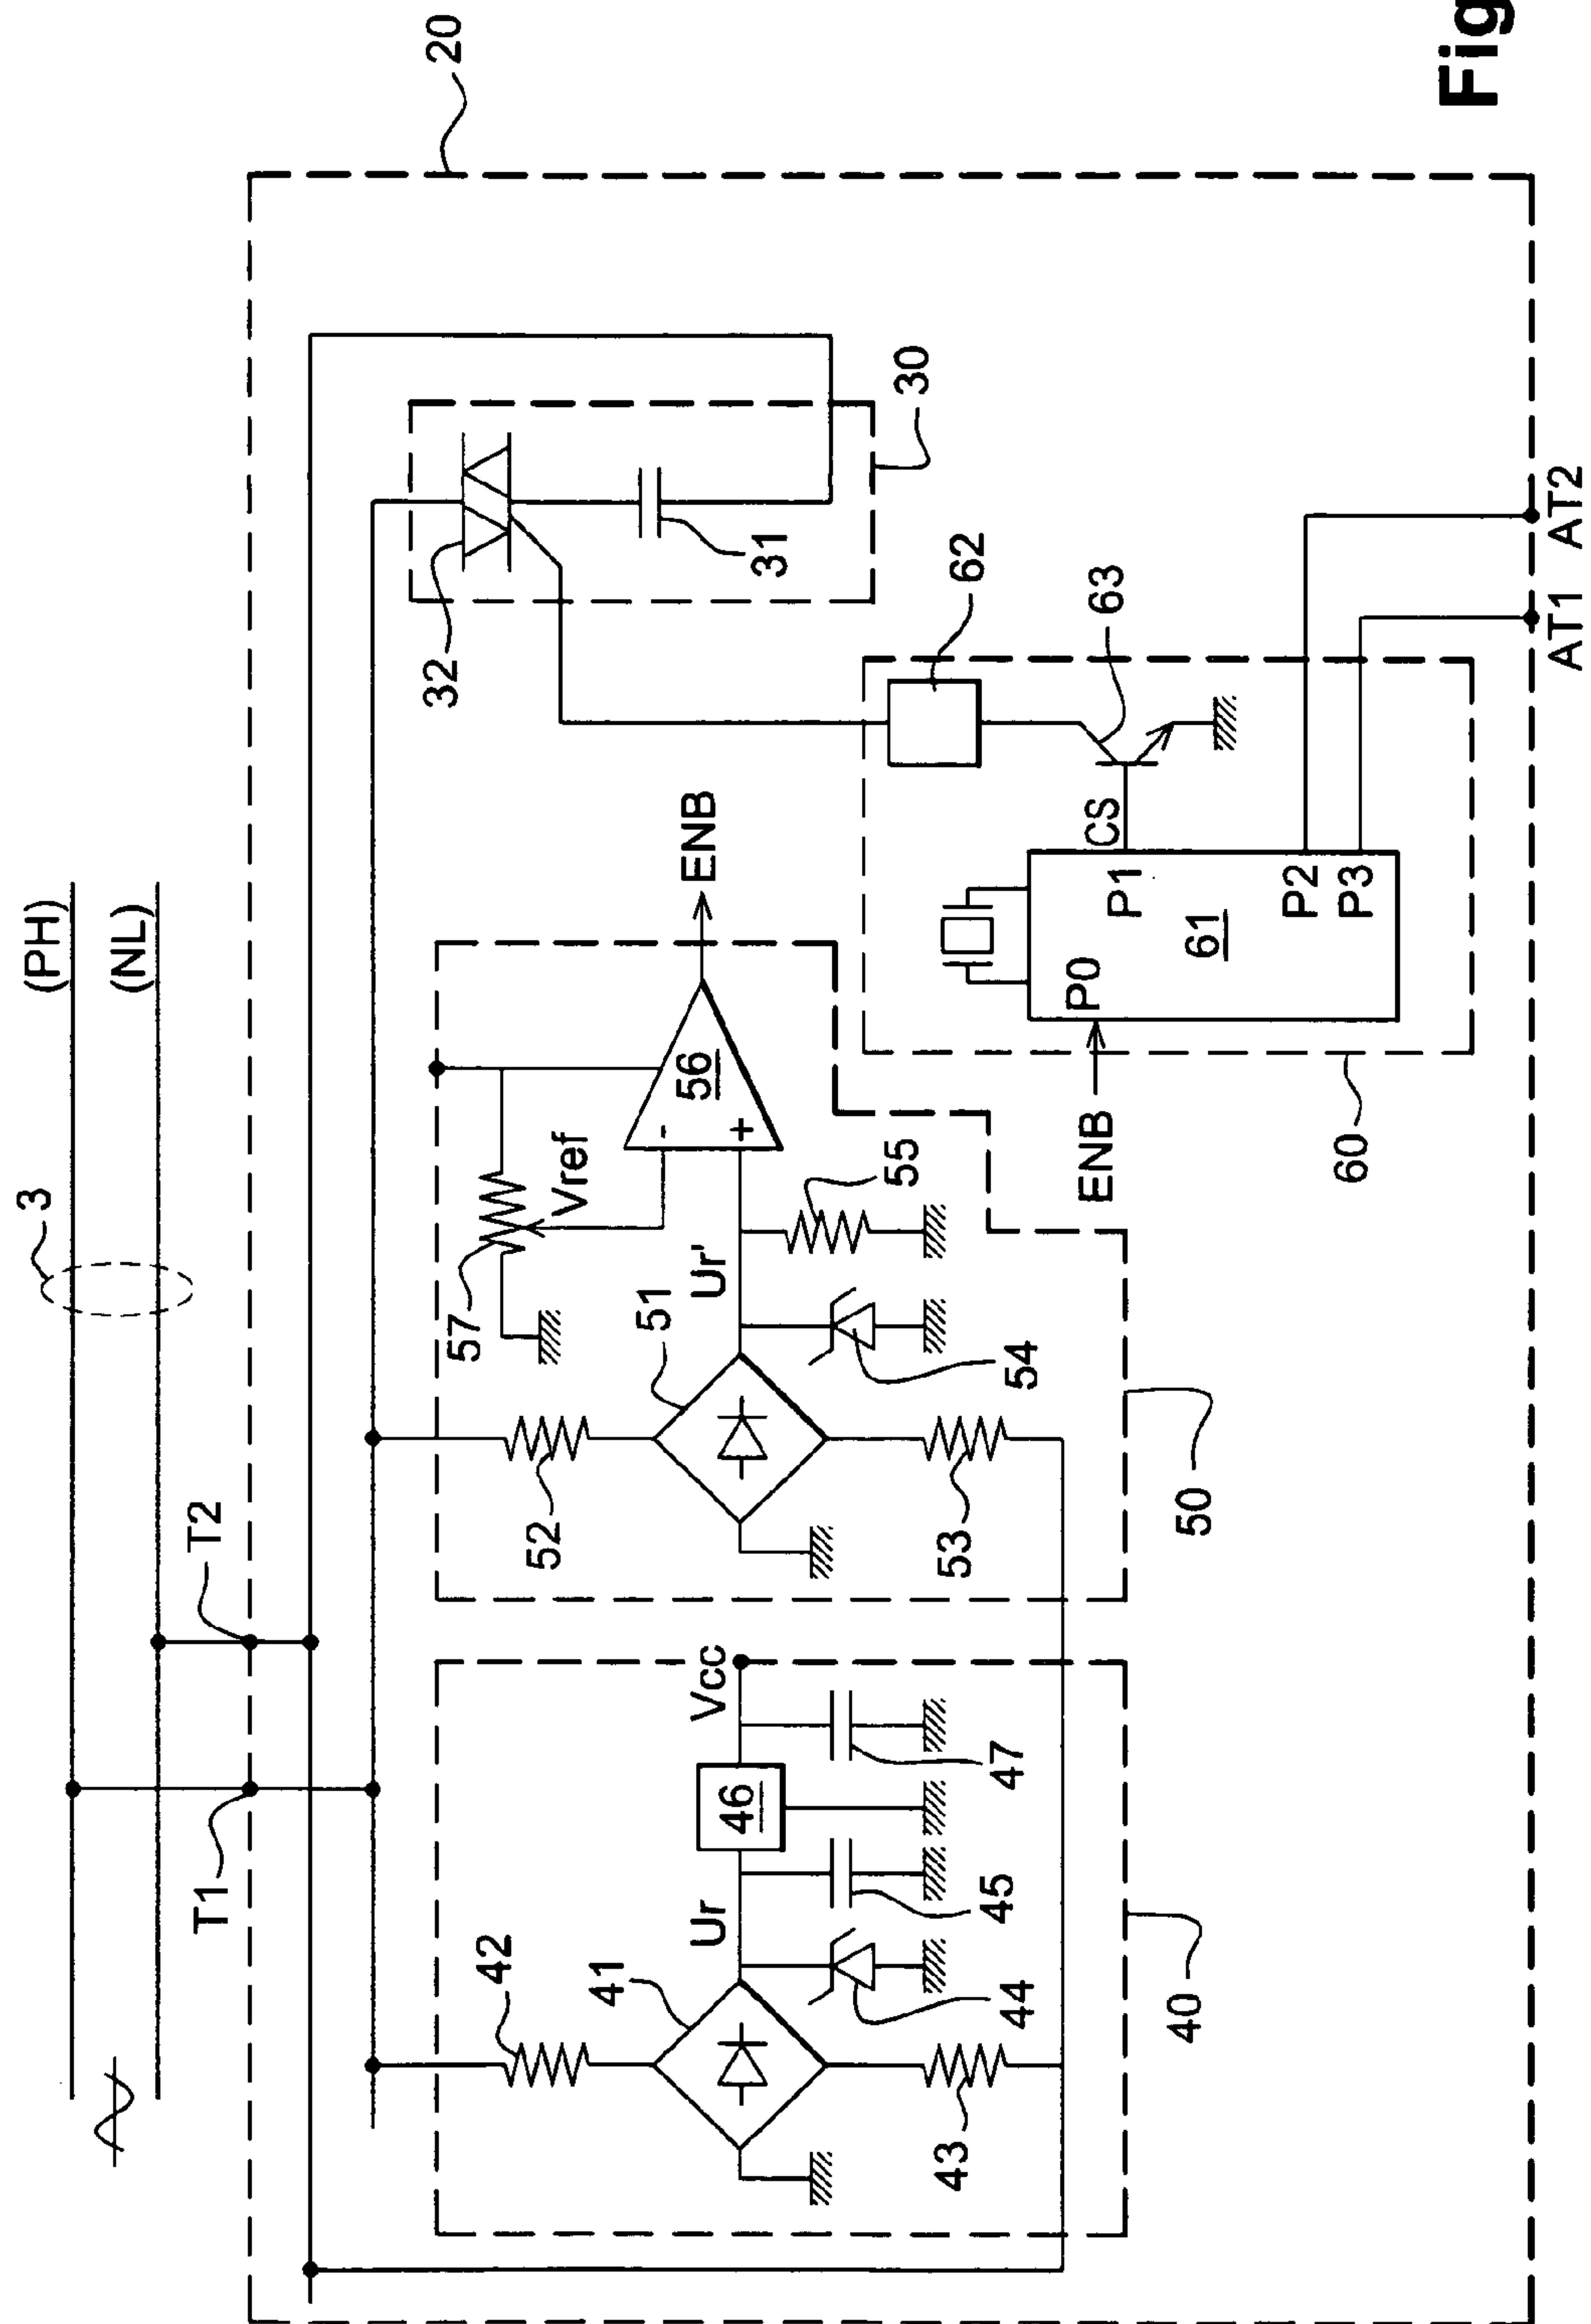 3
(PH)
(NL)
T1
T2
20
42
41
Ur
46
Vcc
45
47
44
43
40
52
51
57
Vref
Ur'
-
+
56
ENB
55
54
53
50
32
31
30
62
63
ENB
P0
CS
P1
61
P2
P3
60
AT1
AT2
Fig